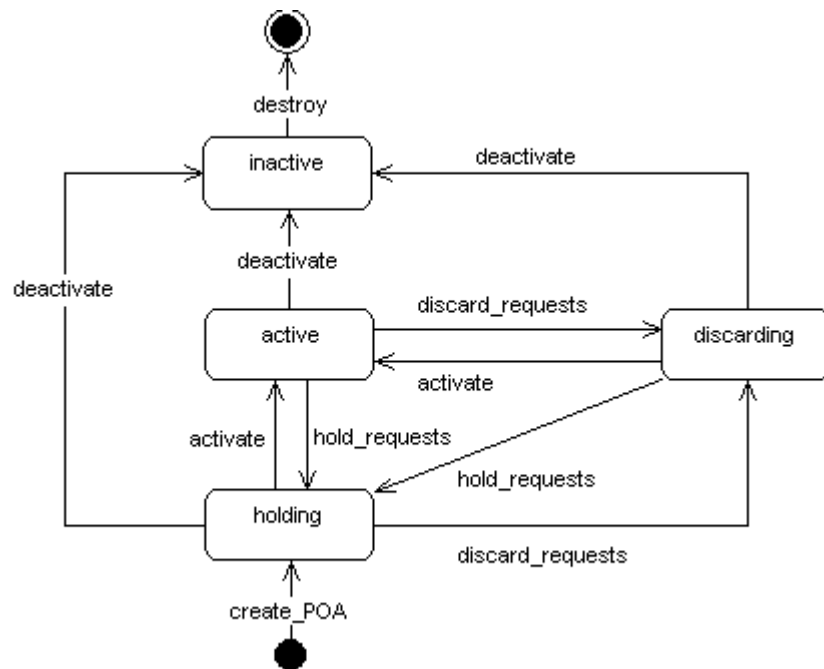 destroy
inactive
deactivate
deactivate
deactivate
discard_requests
active
discarding
activate
activate
hold_requests
hold_requests
holding
discard_requests
create_POA